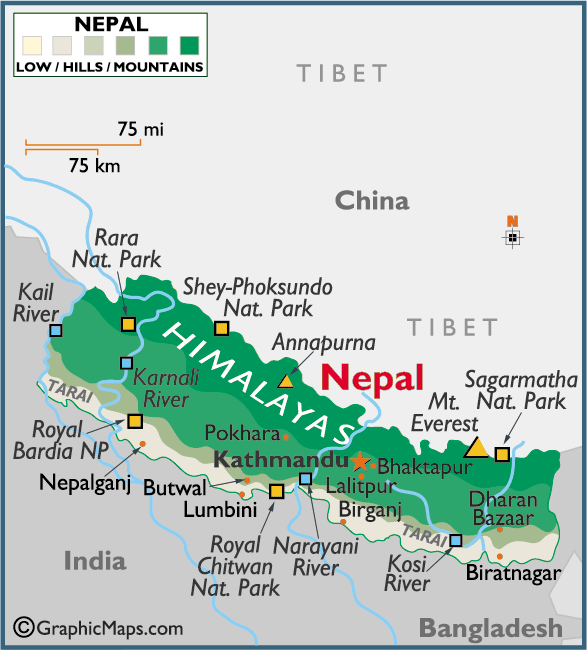 NEPAL
LOW / HILLS / MOUNTAINS
TIBET
75 mi
75 km
China
N
Rara
Nat. Park
Shey-Phoksundo
Nat. Park
Kail
River
TIBET
HIMALAYAS
Annapurna
Nepal
Karnali
River
Sagarmatha
Nat. Park
TARAI
Mt.
Everest
Royal
Bardia NP
Pokhara
Kathmandu
Bhaktapur
Nepalganj
Butwal
Lalitpur
Lumbini
Birganj
Dharan
Bazaar
TARAI
India
Royal
Chitwan
Nat. Park
Narayani
River
Kosi
River
Biratnagar
©GraphicMaps.com
Bangladesh